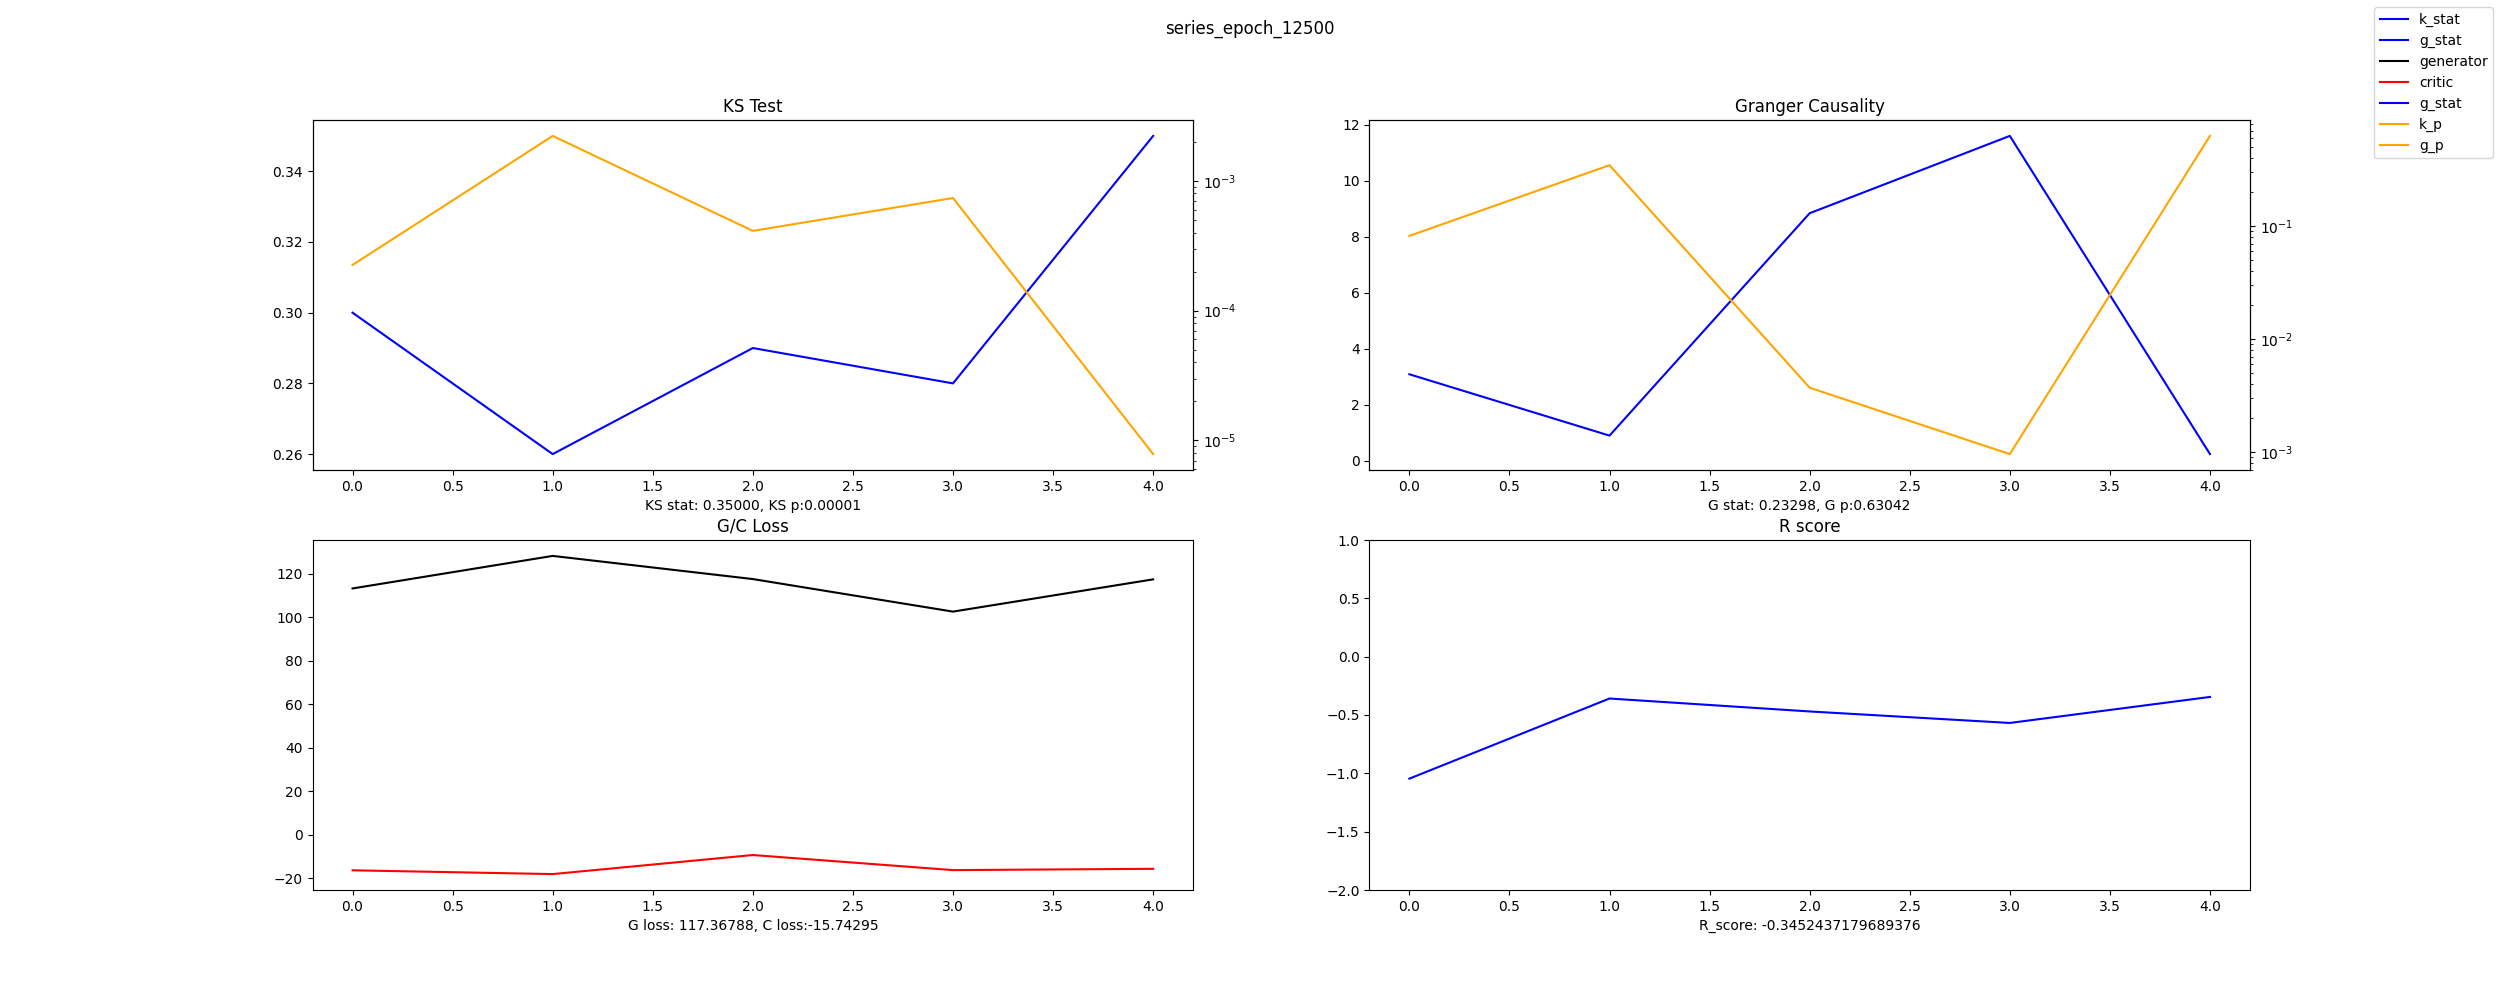 series_epoch_12500
k_stat
g_stat
generator
critic
g_stat
k_p
g_p
KS Test
0.34
0.32
0.30
0.28
0.26
10⁻³
10⁻⁴
10⁻⁵
0.0 0.5 1.0 1.5 2.0 2.5 3.0 3.5 4.0
KS stat: 0.35000, KS p:0.00001
Granger Causality
12
10
8
6
4
2
0
10⁻¹
10⁻²
10⁻³
0.0 0.5 1.0 1.5 2.0 2.5 3.0 3.5 4.0
G stat: 0.23298, G p:0.63042
G/C Loss
120
100
80
60
40
20
0
−20
0.0 0.5 1.0 1.5 2.0 2.5 3.0 3.5 4.0
G loss: 117.36788, C loss:-15.74295
R score
1.0
0.5
0.0
−0.5
−1.0
−1.5
−2.0
0.0 0.5 1.0 1.5 2.0 2.5 3.0 3.5 4.0
R_score: -0.3452437179689376